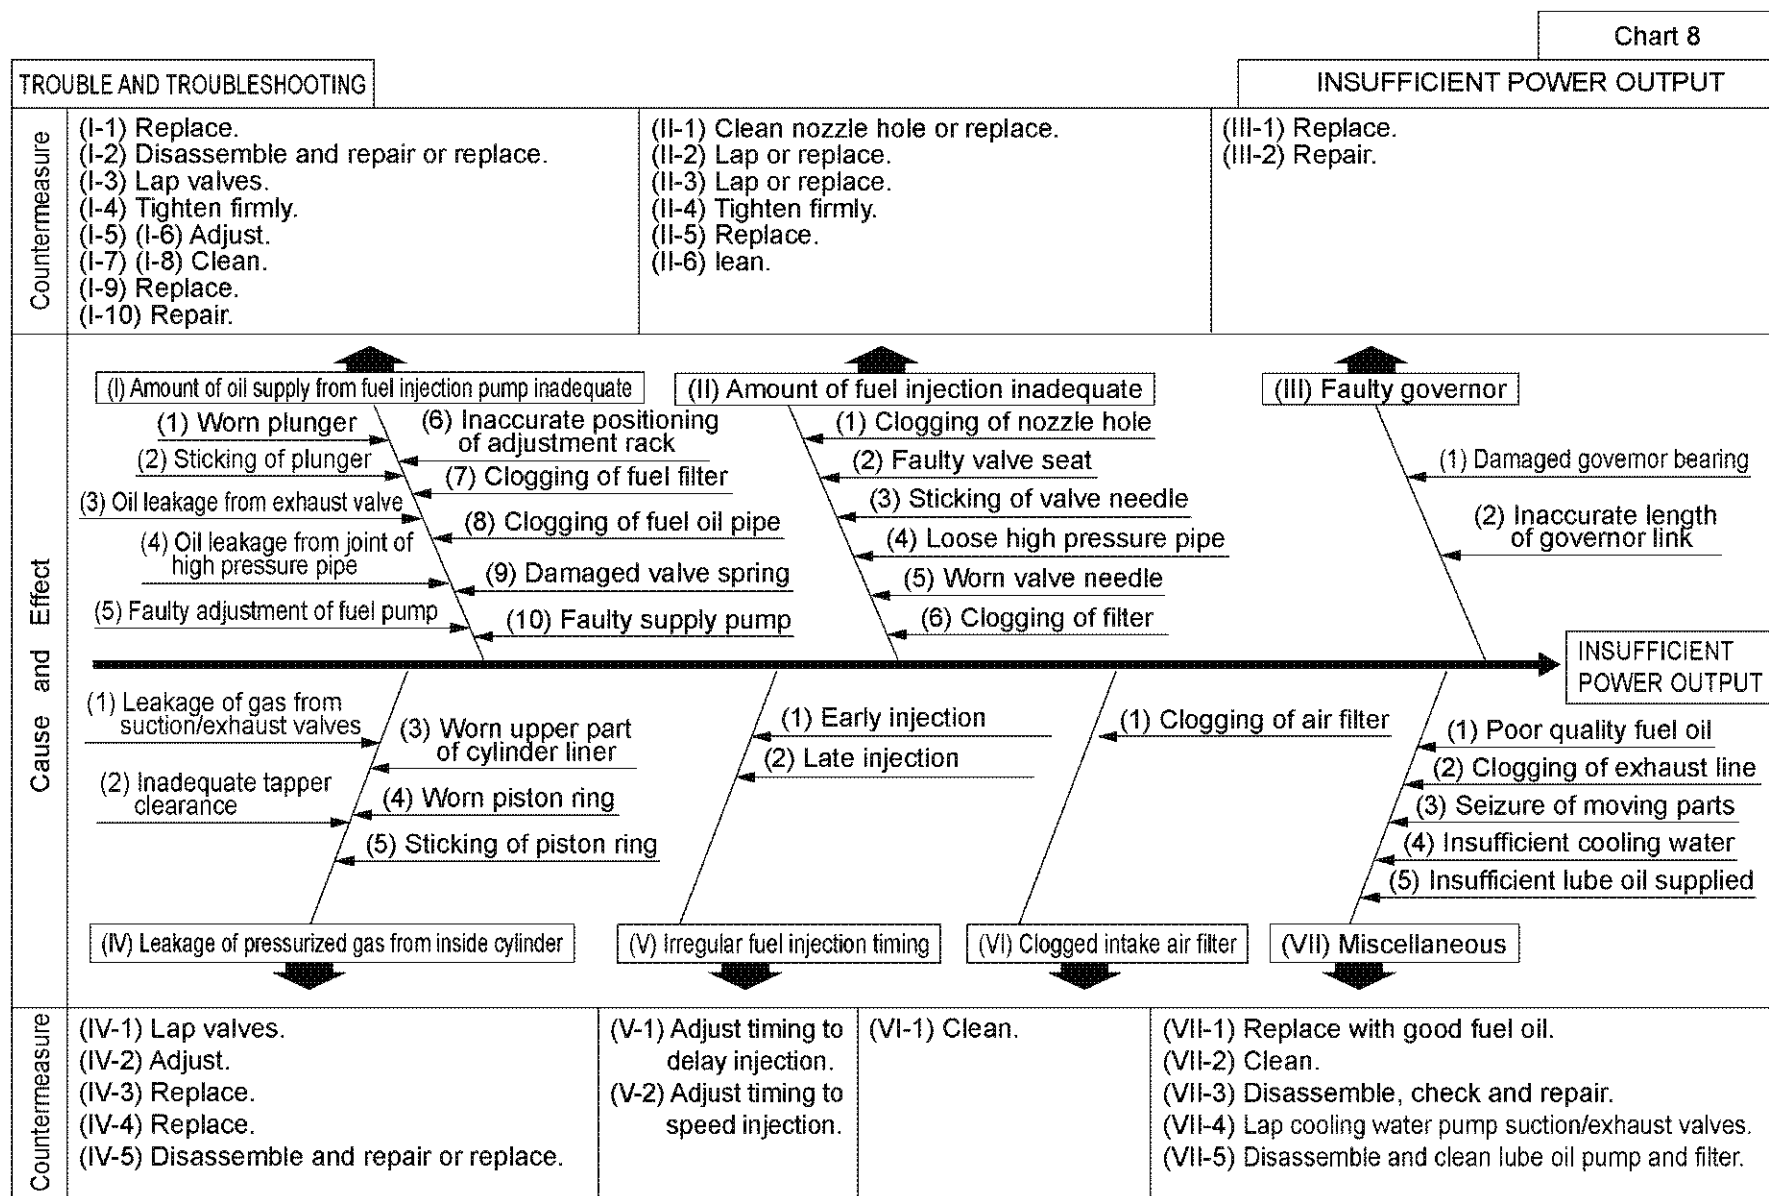 Chart 8
TROUBLE AND TROUBLESHOOTING
INSUFFICIENT POWER OUTPUT
Countermeasure
(I-1) Replace.
(I-2) Disassemble and repair or replace.
(I-3) Lap valves.
(I-4) Tighten firmly.
(I-5) (I-6) Adjust.
(I-7) (I-8) Clean.
(I-9) Replace.
(I-10) Repair.
(II-1) Clean nozzle hole or replace.
(II-2) Lap or replace.
(II-3) Lap or replace.
(II-4) Tighten firmly.
(II-5) Replace.
(II-6) lean.
(III-1) Replace.
(III-2) Repair.
Cause and Effect
(I) Amount of oil supply from fuel injection pump inadequate
(1) Worn plunger
(2) Sticking of plunger
(3) Oil leakage from exhaust valve
(4) Oil leakage from joint of
high pressure pipe
(5) Faulty adjustment of fuel pump
(6) Inaccurate positioning
of adjustment rack
(7) Clogging of fuel filter
(8) Clogging of fuel oil pipe
(9) Damaged valve spring
(10) Faulty supply pump
(II) Amount of fuel injection inadequate
(1) Clogging of nozzle hole
(2) Faulty valve seat
(3) Sticking of valve needle
(4) Loose high pressure pipe
(5) Worn valve needle
(6) Clogging of filter
(III) Faulty governor
(1) Damaged governor bearing
(2) Inaccurate length
of governor link
INSUFFICIENT
POWER OUTPUT
(1) Leakage of gas from
suction/exhaust valves
(2) Inadequate tapper
clearance
(3) Worn upper part
of cylinder liner
(4) Worn piston ring
(5) Sticking of piston ring
(IV) Leakage of pressurized gas from inside cylinder
(1) Early injection
(2) Late injection
(V) Irregular fuel injection timing
(1) Clogging of air filter
(VI) Clogged intake air filter
(1) Poor quality fuel oil
(2) Clogging of exhaust line
(3) Seizure of moving parts
(4) Insufficient cooling water
(5) Insufficient lube oil supplied
(VII) Miscellaneous
Countermeasure
(IV-1) Lap valves.
(IV-2) Adjust.
(IV-3) Replace.
(IV-4) Replace.
(IV-5) Disassemble and repair or replace.
(V-1) Adjust timing to
delay injection.
(V-2) Adjust timing to
speed injection.
(VI-1) Clean.
(VII-1) Replace with good fuel oil.
(VII-2) Clean.
(VII-3) Disassemble, check and repair.
(VII-4) Lap cooling water pump suction/exhaust valves.
(VII-5) Disassemble and clean lube oil pump and filter.